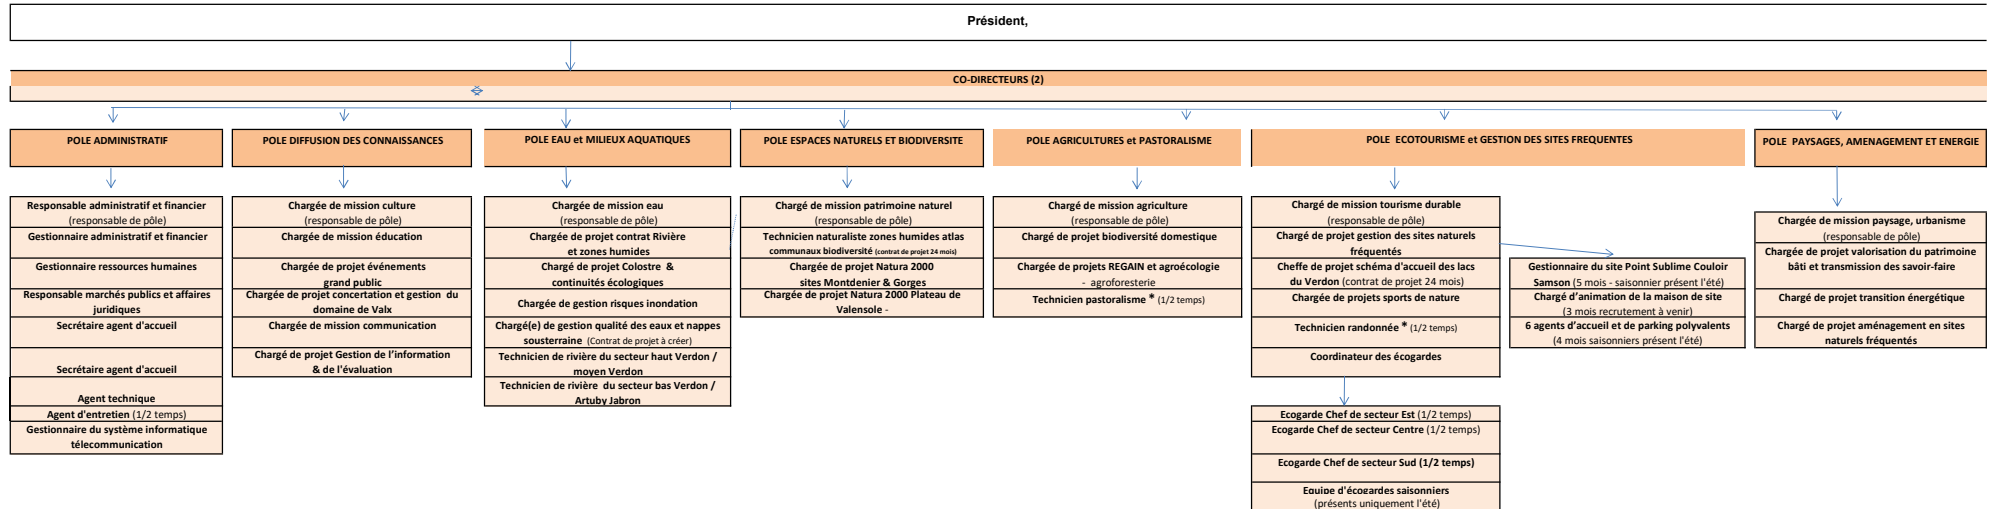 Président,
CO-DIRECTEURS (2)
POLE ADMINISTRATIF
POLE DIFFUSION DES CONNAISSANCES
POLE EAU et MILIEUX AQUATIQUES
POLE ESPACES NATURELS ET BIODIVERSITE
POLE AGRICULTURES et PASTORALISME
POLE ECOTOURISME et GESTION DES SITES FREQUENTES
POLE PAYSAGES, AMENAGEMENT ET ENERGIE
Responsable administratif et financier
(responsable de pôle)
Gestionnaire administratif et financier
Gestionnaire ressources humaines
Responsable marchés publics et affaires
juridiques
Secrétaire agent d'accueil
Secrétaire agent d'accueil
Agent technique
Agent d'entretien (1/2 temps)
Gestionnaire du système informatique
télécommunication
Chargée de mission culture
(responsable de pôle)
Chargée de mission éducation
Chargée de projet événements
grand public
Chargée de projet concertation et gestion du
domaine de Valx
Chargée de mission communication
Chargé de projet Gestion de l'information
& de l'évaluation
Chargée de mission eau
(responsable de pôle)
Chargée de projet contrat Rivière
et zones humides
Chargé de projet Colostre &
continuités écologiques
Chargée de gestion risques inondation
Chargé(e) de gestion qualité des eaux et nappes
sousterraine (Contrat de projet à créer)
Technicien de rivière du secteur haut Verdon /
moyen Verdon
Technicien de rivière du secteur bas Verdon /
Artuby Jabron
Chargé de mission patrimoine naturel
(responsable de pôle)
Technicien naturaliste zones humides atlas
communaux biodiversité (contrat de projet 24 mois)
Chargée de projet Natura 2000
sites Montdenier & Gorges
Chargée de projet Natura 2000 Plateau de
Valensole -
Chargé de mission agriculture
(responsable de pôle)
Chargé de projet biodiversité domestique
Chargée de projets REGAIN et agroécologie
- agroforesterie
Technicien pastoralisme * (1/2 temps)
Chargé de mission tourisme durable
(responsable de pôle)
Chargé de projet gestion des sites naturels
fréquentés
Cheffe de projet schéma d'accueil des lacs
du Verdon (contrat de projet 24 mois)
Chargée de projets sports de nature
Technicien randonnée * (1/2 temps)
Coordinateur des écogardes
Ecogarde Chef de secteur Est (1/2 temps)
Ecogarde Chef de secteur Centre (1/2 temps)
Ecogarde Chef de secteur Sud (1/2 temps)
Equipe d'écogardes saisonniers
(présents uniquement l'été)
Gestionnaire du site Point Sublime Couloir
Samson (5 mois - saisonnier présent l'été)
Chargé d'animation de la maison de site
(3 mois recrutement à venir)
6 agents d'accueil et de parking polyvalents
(4 mois saisonniers présent l'été)
Chargée de mission paysage, urbanisme
(responsable de pôle)
Chargée de projet valorisation du patrimoine
bâti et transmission des savoir-faire
Chargé de projet transition énergétique
Chargé de projet aménagement en sites
naturels fréquentés